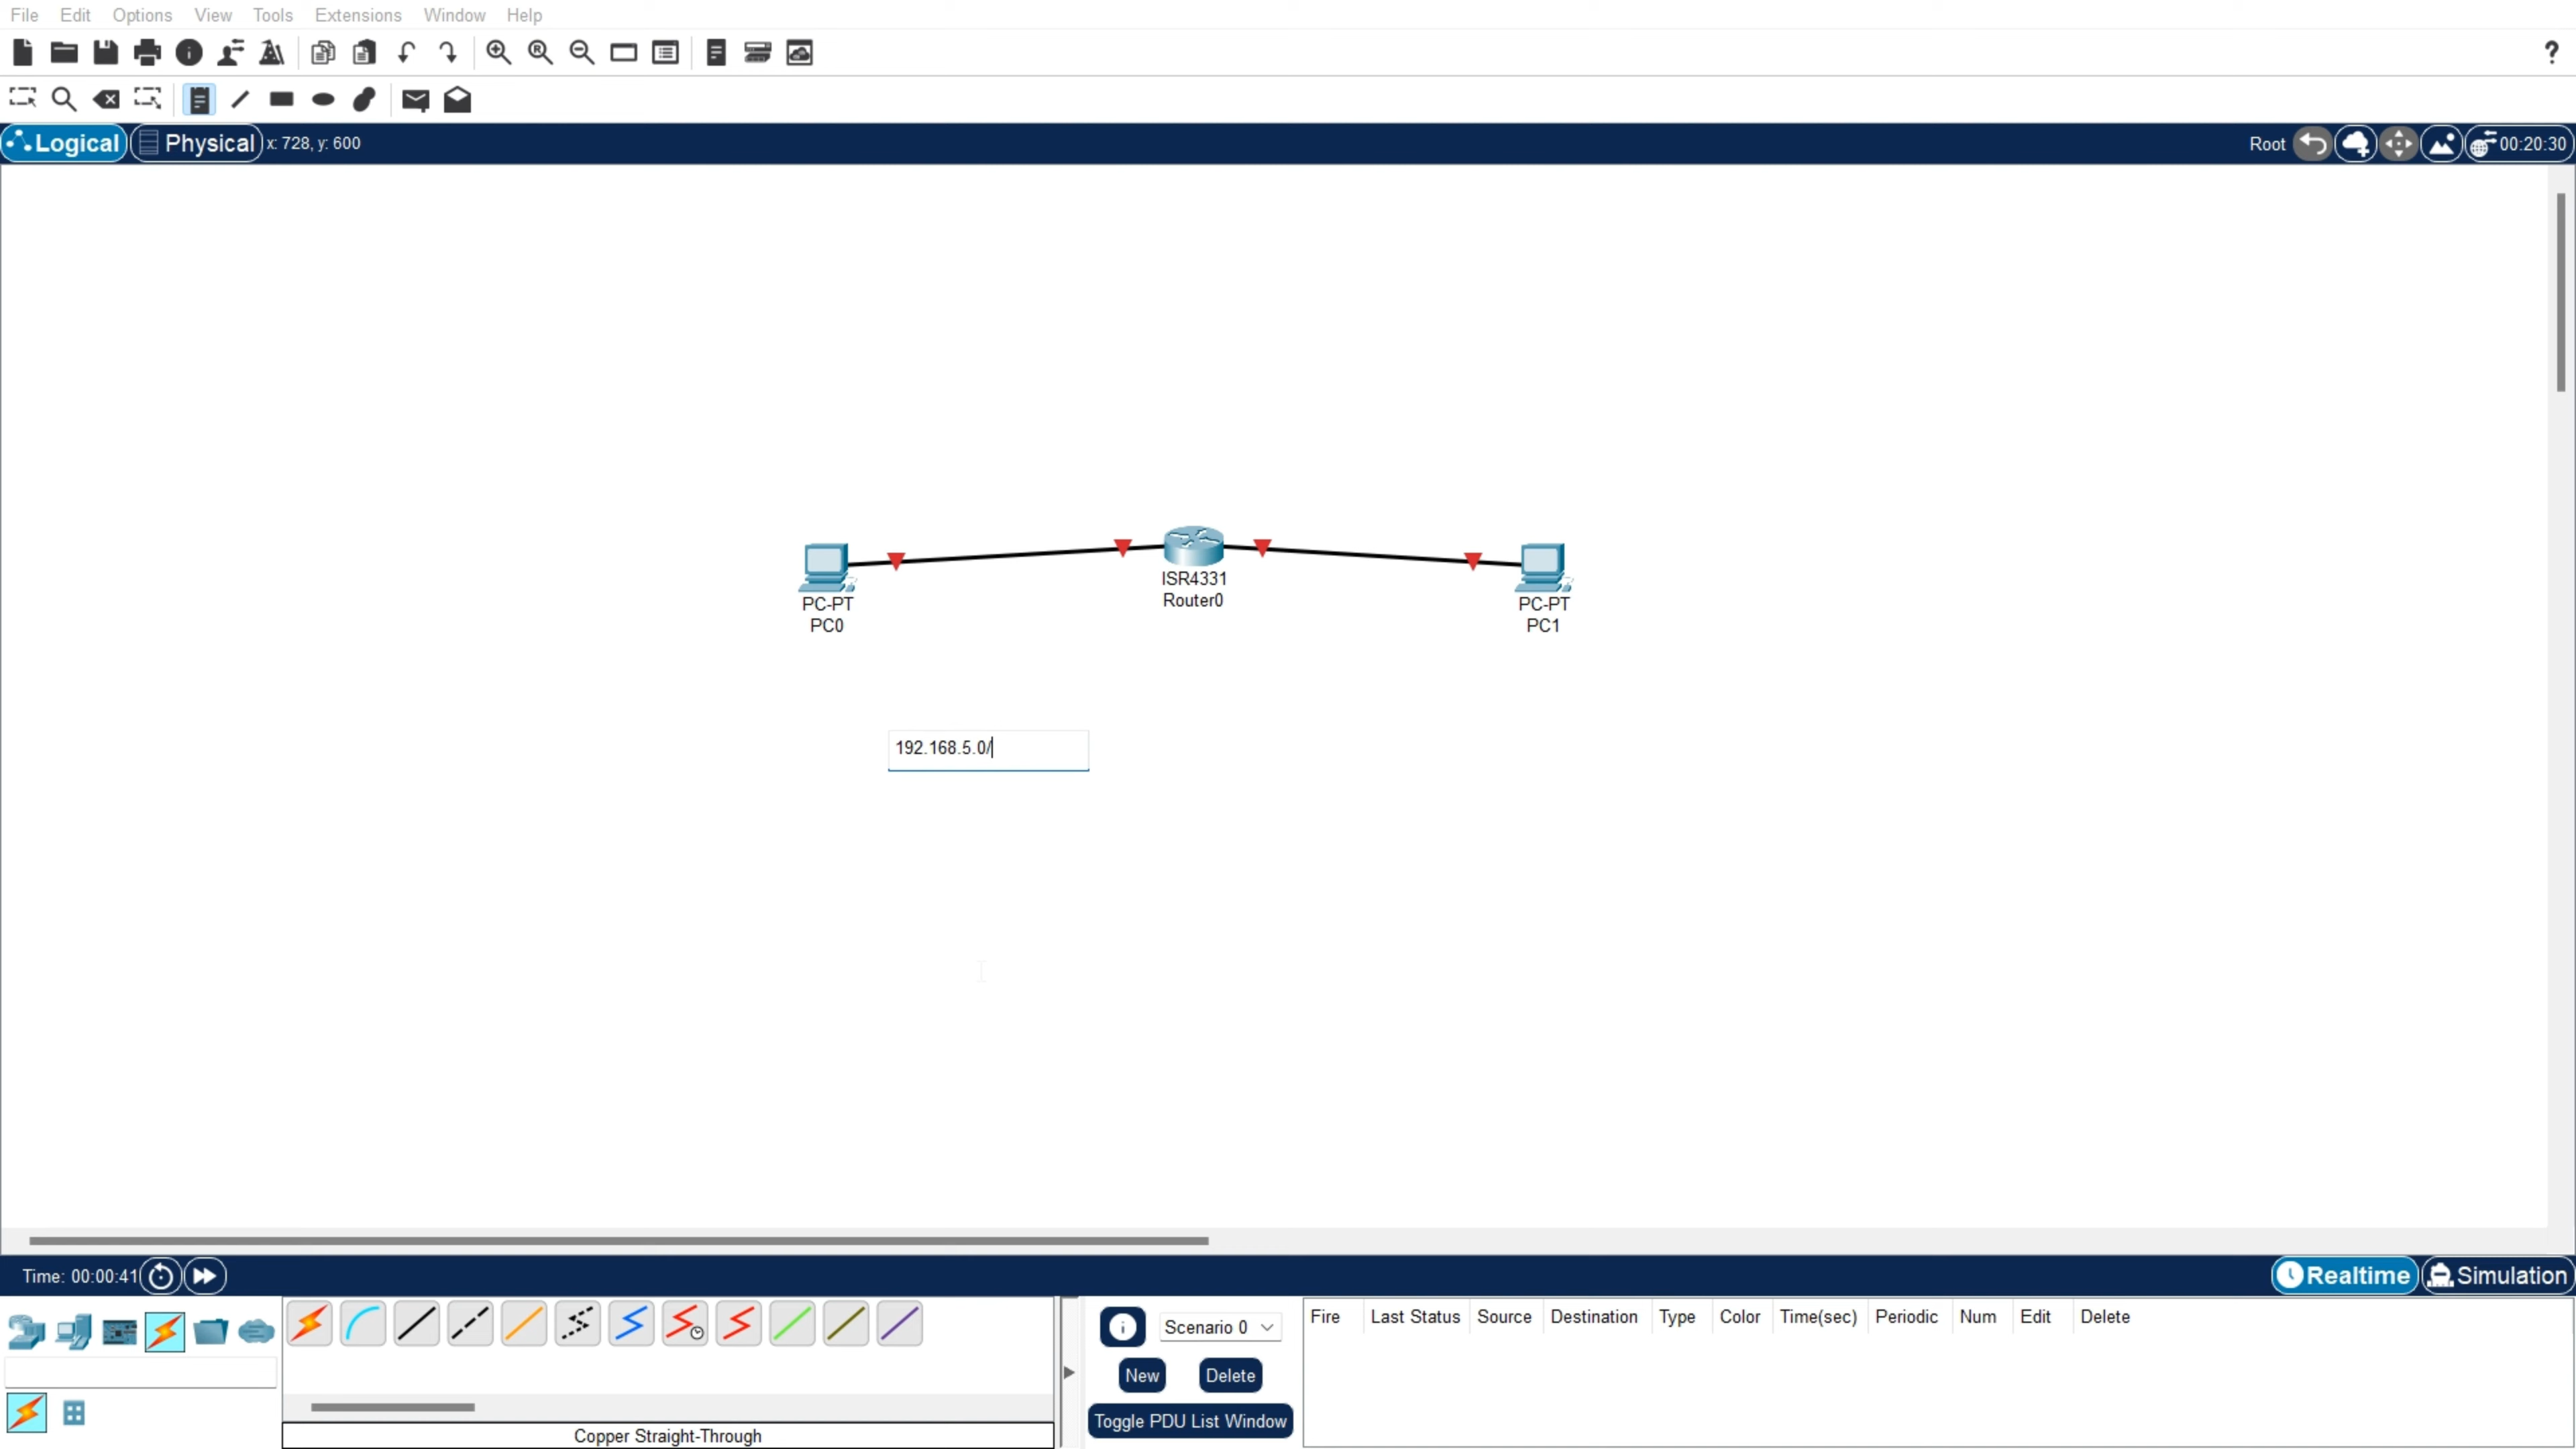 File Edit Options View Tools Extensions Window Help
?
Logical Physical x: 728, y: 600 Root 00:20:30
ISR4331
Router0
PC-PT
PC0
PC-PT
PC1
192.168.5.0/
Time: 00:00:41 Realtime Simulation
Scenario 0
New Delete
Toggle PDU List Window
Fire Last Status Source Destination Type Color Time(sec) Periodic Num Edit Delete
Copper Straight-Through